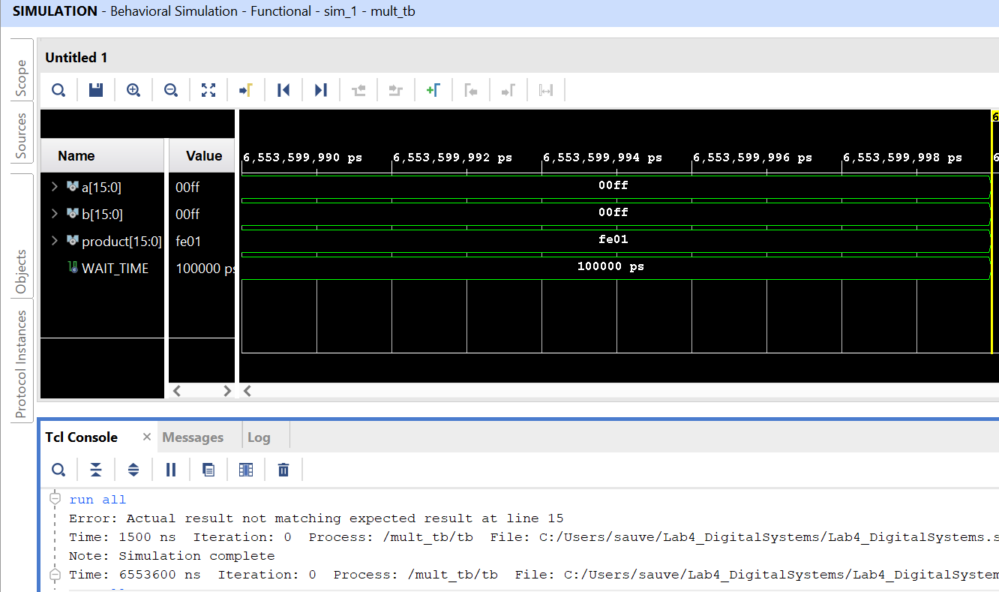 SIMULATION - Behavioral Simulation - Functional - sim_1 - mult_tb
Scope
Sources
Objects
Protocol Instances
Untitled 1
Name Value
6,553,599,990 ps 6,553,599,992 ps 6,553,599,994 ps 6,553,599,996 ps 6,553,599,998 ps
a[15:0] 00ff 00ff
b[15:0] 00ff 00ff
product[15:0] fe01 fe01
WAIT_TIME 100000 ps 100000 ps
Tcl Console × Messages Log
run all
Error: Actual result not matching expected result at line 15
Time: 1500 ns Iteration: 0 Process: /mult_tb/tb File: C:/Users/sauve/Lab4_DigitalSystems/Lab4_DigitalSystems.s
Note: Simulation complete
Time: 6553600 ns Iteration: 0 Process: /mult_tb/tb File: C:/Users/sauve/Lab4_DigitalSystems/Lab4_DigitalSystem